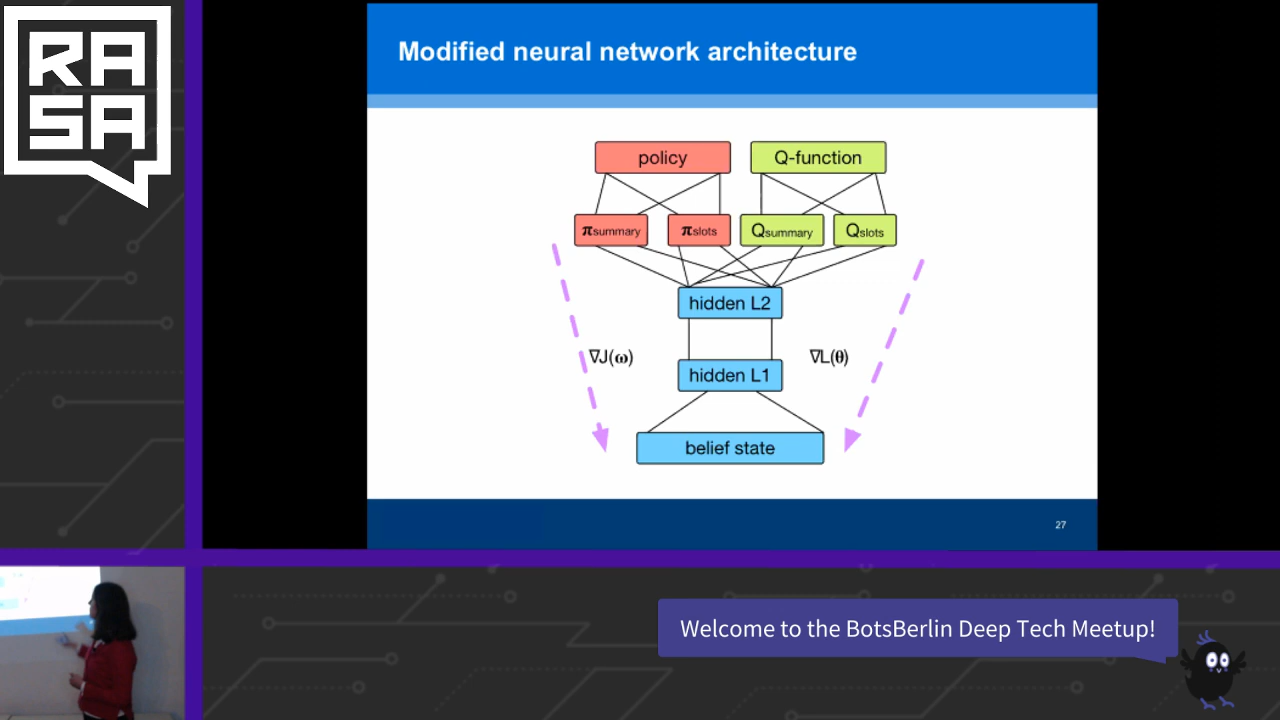 RA
SA
Modified neural network architecture
policy
Q-function
πsummary
πslots
Qsummary
Qslots
hidden L2
∇J(ω)
∇L(θ)
hidden L1
belief state
27
Welcome to the BotsBerlin Deep Tech Meetup!